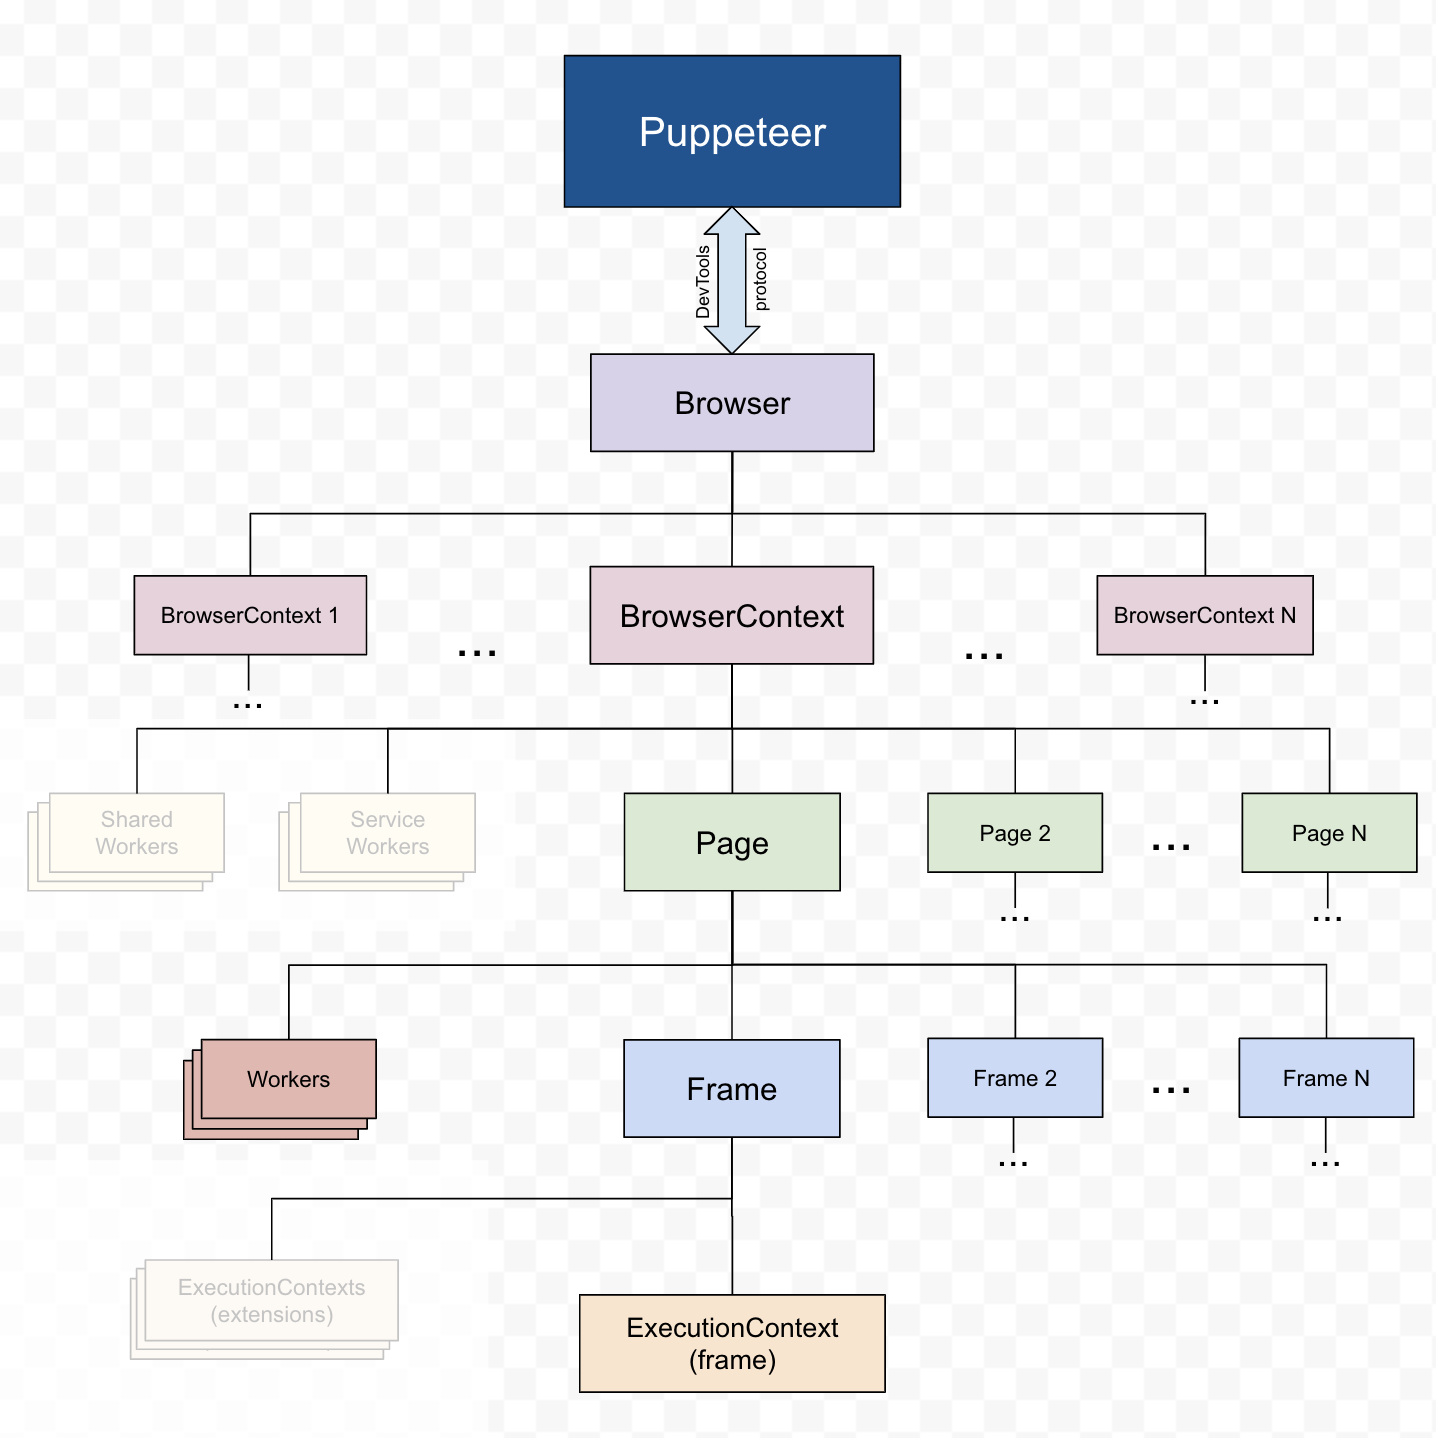 Puppeteer
DevTools
protocol
Browser
BrowserContext 1
...
BrowserContext
...
BrowserContext N
...
...
Shared
Workers
Service
Workers
Page
Page 2
...
Page N
...
...
Workers
Frame
Frame 2
...
Frame N
...
...
ExecutionContexts
(extensions)
ExecutionContext
(frame)